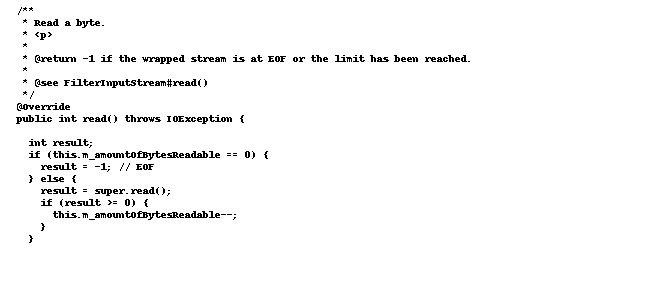 /**
 * Read a byte.
 * <p>
 *
 * @return -1 if the wrapped stream is at EOF or the limit has been reached.
 *
 * @see FilterInputStream#read()
 */
@Override
public int read() throws IOException {
  int result;
  if (this.m_amountOfBytesReadable == 0) {
    result = -1; // EOF
  } else {
    result = super.read();
    if (result >= 0) {
      this.m_amountOfBytesReadable--;
    }
  }